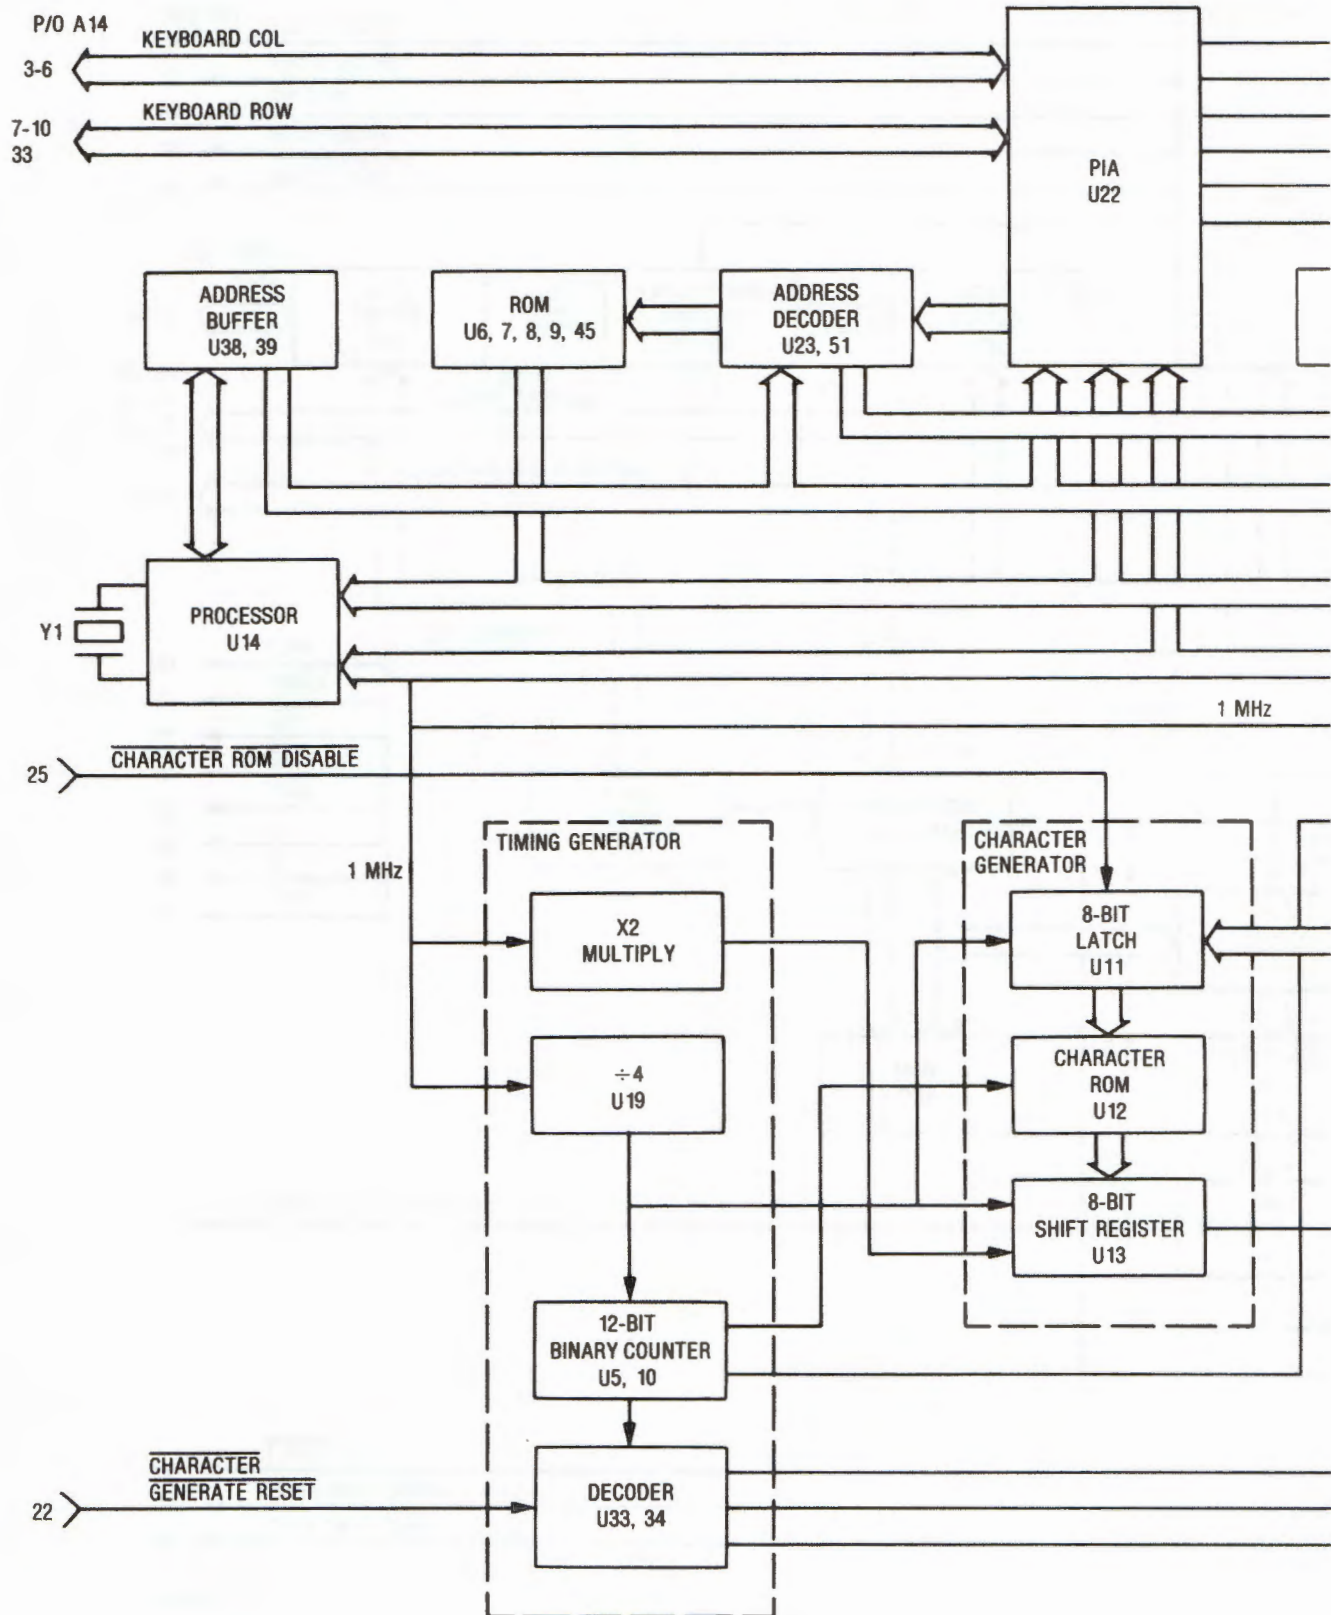 P/O A14
KEYBOARD COL
3-6
KEYBOARD ROW
7-10
33
PIA
U22
ADDRESS
BUFFER
U38, 39
ROM
U6, 7, 8, 9, 45
ADDRESS
DECODER
U23, 51
Y1
PROCESSOR
U14
1 MHz
CHARACTER ROM DISABLE
25
TIMING GENERATOR
CHARACTER
GENERATOR
1 MHz
X2
MULTIPLY
8-BIT
LATCH
U11
÷4
U19
CHARACTER
ROM
U12
8-BIT
SHIFT REGISTER
U13
12-BIT
BINARY COUNTER
U5, 10
CHARACTER
GENERATE RESET
22
DECODER
U33, 34